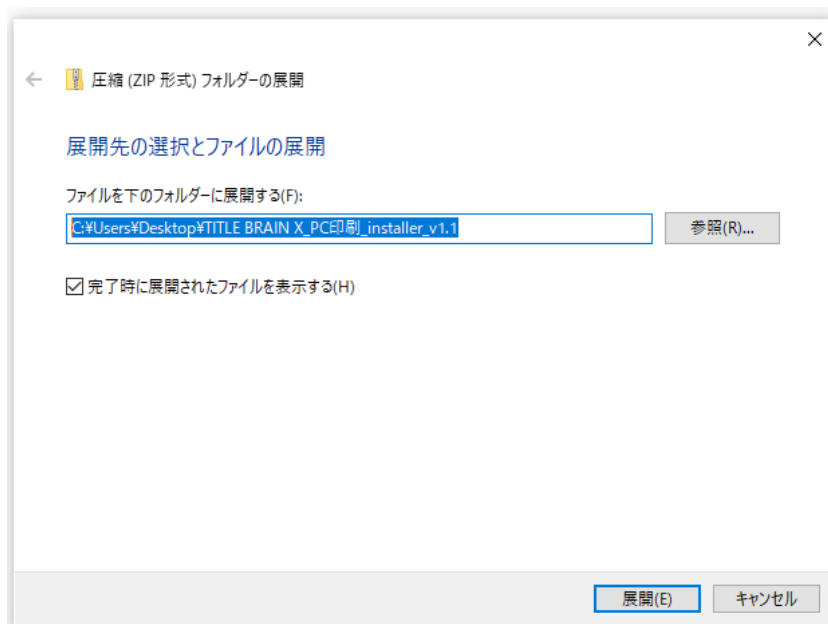 圧縮 (ZIP 形式) フォルダーの展開
展開先の選択とファイルの展開
ファイルを下のフォルダーに展開する(F):
C:¥Users¥Desktop¥TITLE BRAIN X_PC印刷_installer_v1.1
参照(R)...
完了時に展開されたファイルを表示する(H)
展開(E)
キャンセル